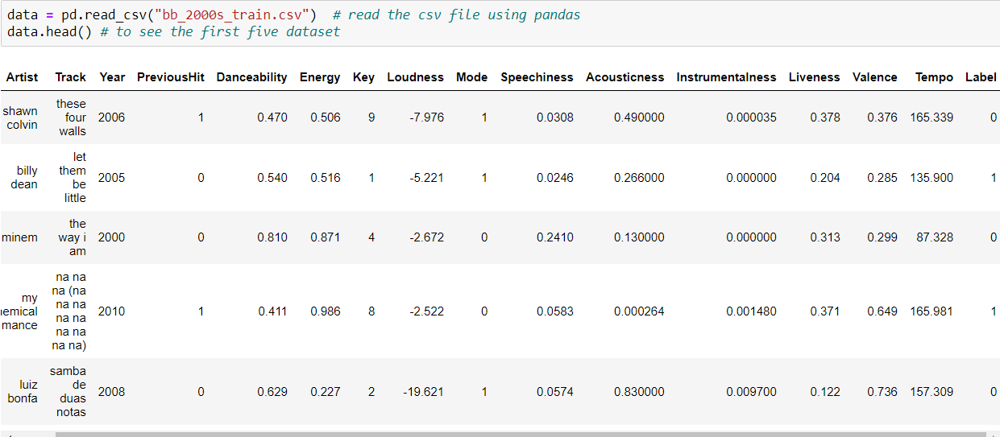 data = pd.read_csv("bb_2000s_train.csv")  # read the csv file using pandas
data.head() # to see the first five dataset
Artist Track Year PreviousHit Danceability Energy Key Loudness Mode Speechiness Acousticness Instrumentalness Liveness Valence Tempo Label
shawn
colvin
these
four
walls
2006 1 0.470 0.506 9 -7.976 1 0.0308 0.490000 0.000035 0.378 0.376 165.339 0
billy
dean
let
them
be
little
2005 0 0.540 0.516 1 -5.221 1 0.0246 0.266000 0.000000 0.204 0.285 135.900 1
minem
the
way i
am
2000 0 0.810 0.871 4 -2.672 0 0.2410 0.130000 0.000000 0.313 0.299 87.328 0
my
mance
na na
na (na
na na
na na
na na
na na)
2010 1 0.411 0.986 8 -2.522 0 0.0583 0.000264 0.001480 0.371 0.649 165.981 1
luiz
bonfa
samba
de
duas
notas
2008 0 0.629 0.227 2 -19.621 1 0.0574 0.830000 0.009700 0.122 0.736 157.309 0